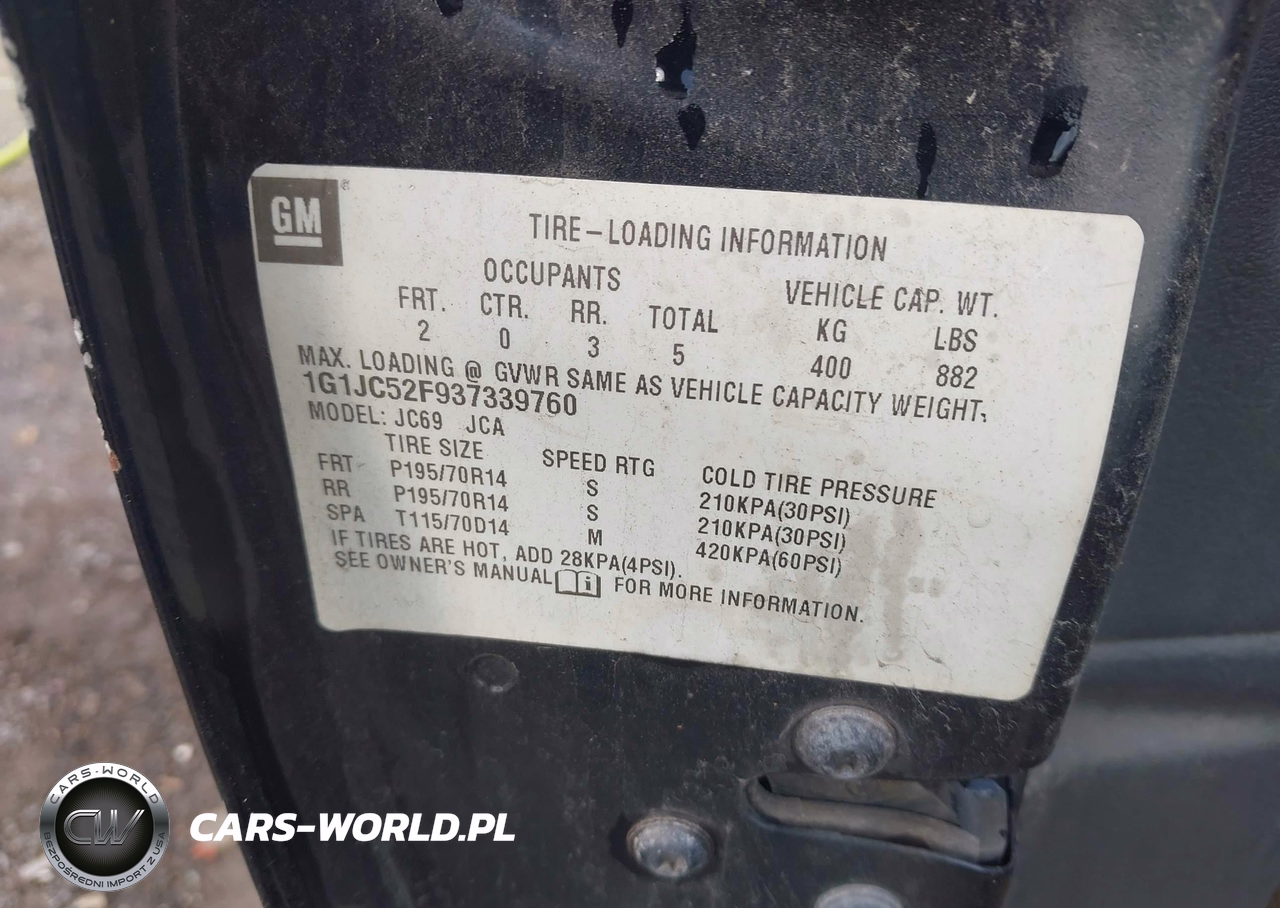 GM
TIRE-LOADING INFORMATION
OCCUPANTS VEHICLE CAP. WT.
FRT. CTR. RR. TOTAL KG LBS
2 0 3 5 400 882
MAX. LOADING @ GVWR SAME AS VEHICLE CAPACITY WEIGHT.
1G1JC52F937339760
MODEL: JC69 JCA
TIRE SIZE SPEED RTG COLD TIRE PRESSURE
FRT P195/70R14 S 210KPA(30PSI)
RR P195/70R14 S 210KPA(30PSI)
SPA T115/70D14 M 420KPA(60PSI)
IF TIRES ARE HOT, ADD 28KPA(4PSI).
SEE OWNER'S MANUAL FOR MORE INFORMATION.
CARS-WORLD
CW
BEZPOŚREDNI IMPORT Z USA
CARS-WORLD.PL